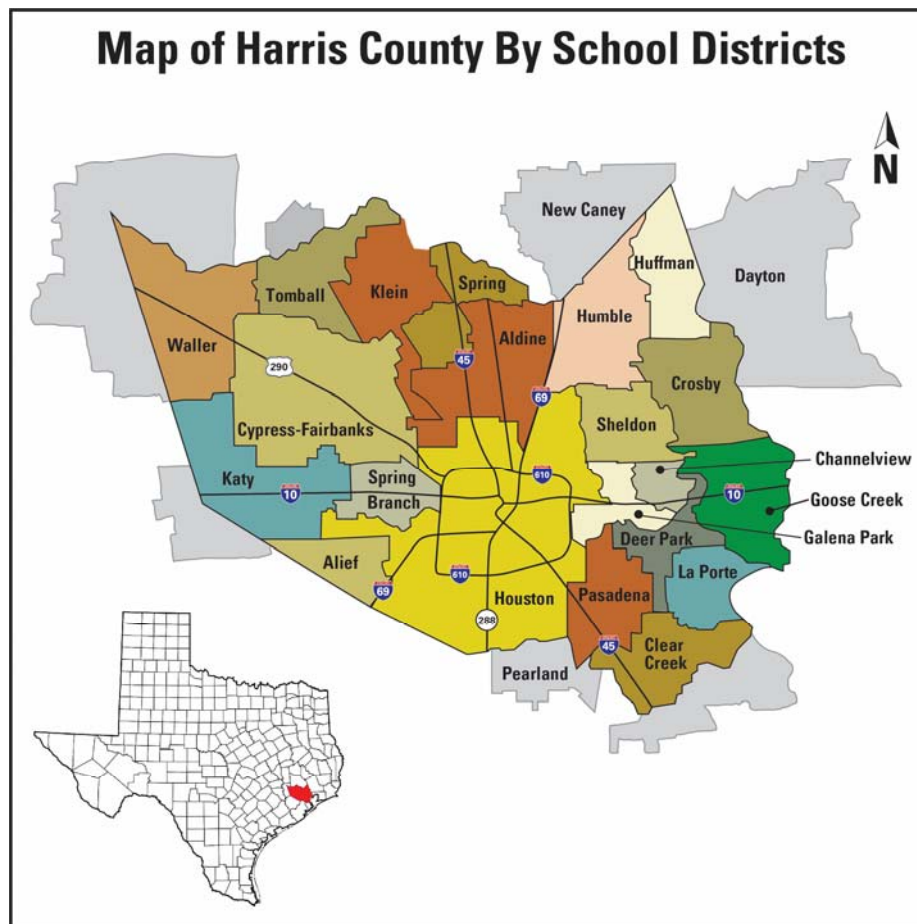 Map of Harris County By School Districts
N
New Caney
Huffman
Dayton
Spring
Tomball
Klein
Humble
Aldine
Waller
45
290
Crosby
69
Sheldon
Cypress-Fairbanks
Channelview
Katy
Spring
610
10
10
Branch
Goose Creek
Galena Park
Deer Park
Alief
La Porte
610
69
Houston
Pasadena
288
45
Clear
Creek
Pearland